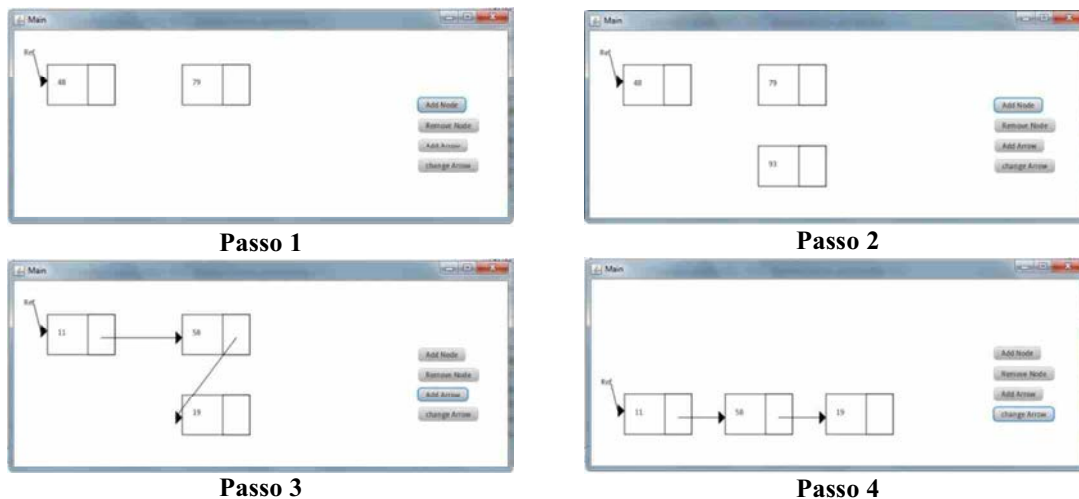 Main
Ref
48
79
Add Node
Remove Node
Add Arrow
change Arrow
Passo 1
Main
Ref
48
79
93
Add Node
Remove Node
Add Arrow
change Arrow
Passo 2
Main
Ref
11
58
19
Add Node
Remove Node
Add Arrow
change Arrow
Passo 3
Main
Ref
11
58
19
Add Node
Remove Node
Add Arrow
change Arrow
Passo 4